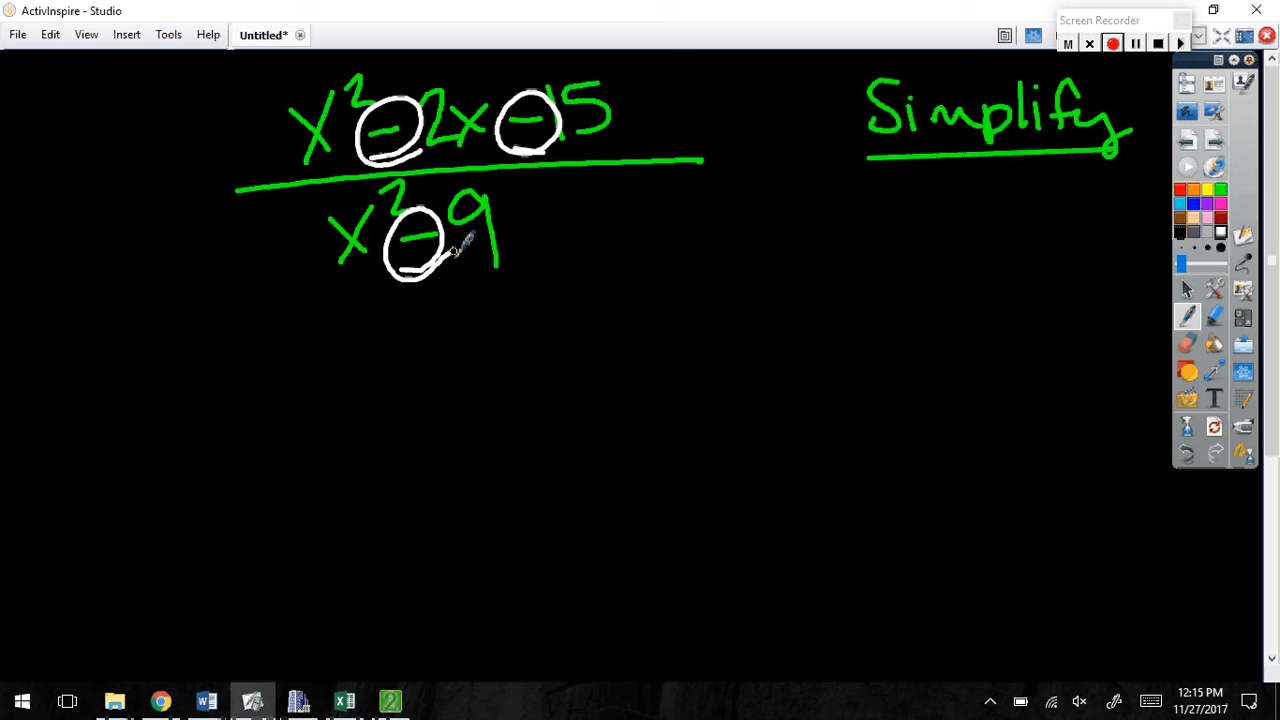 ActivInspire - Studio
Screen Recorder
File Edit View Insert Tools Help Untitled*
M
x² - 2x - 15
Simplify
x² - 9
T
12:15 PM
11/27/2017